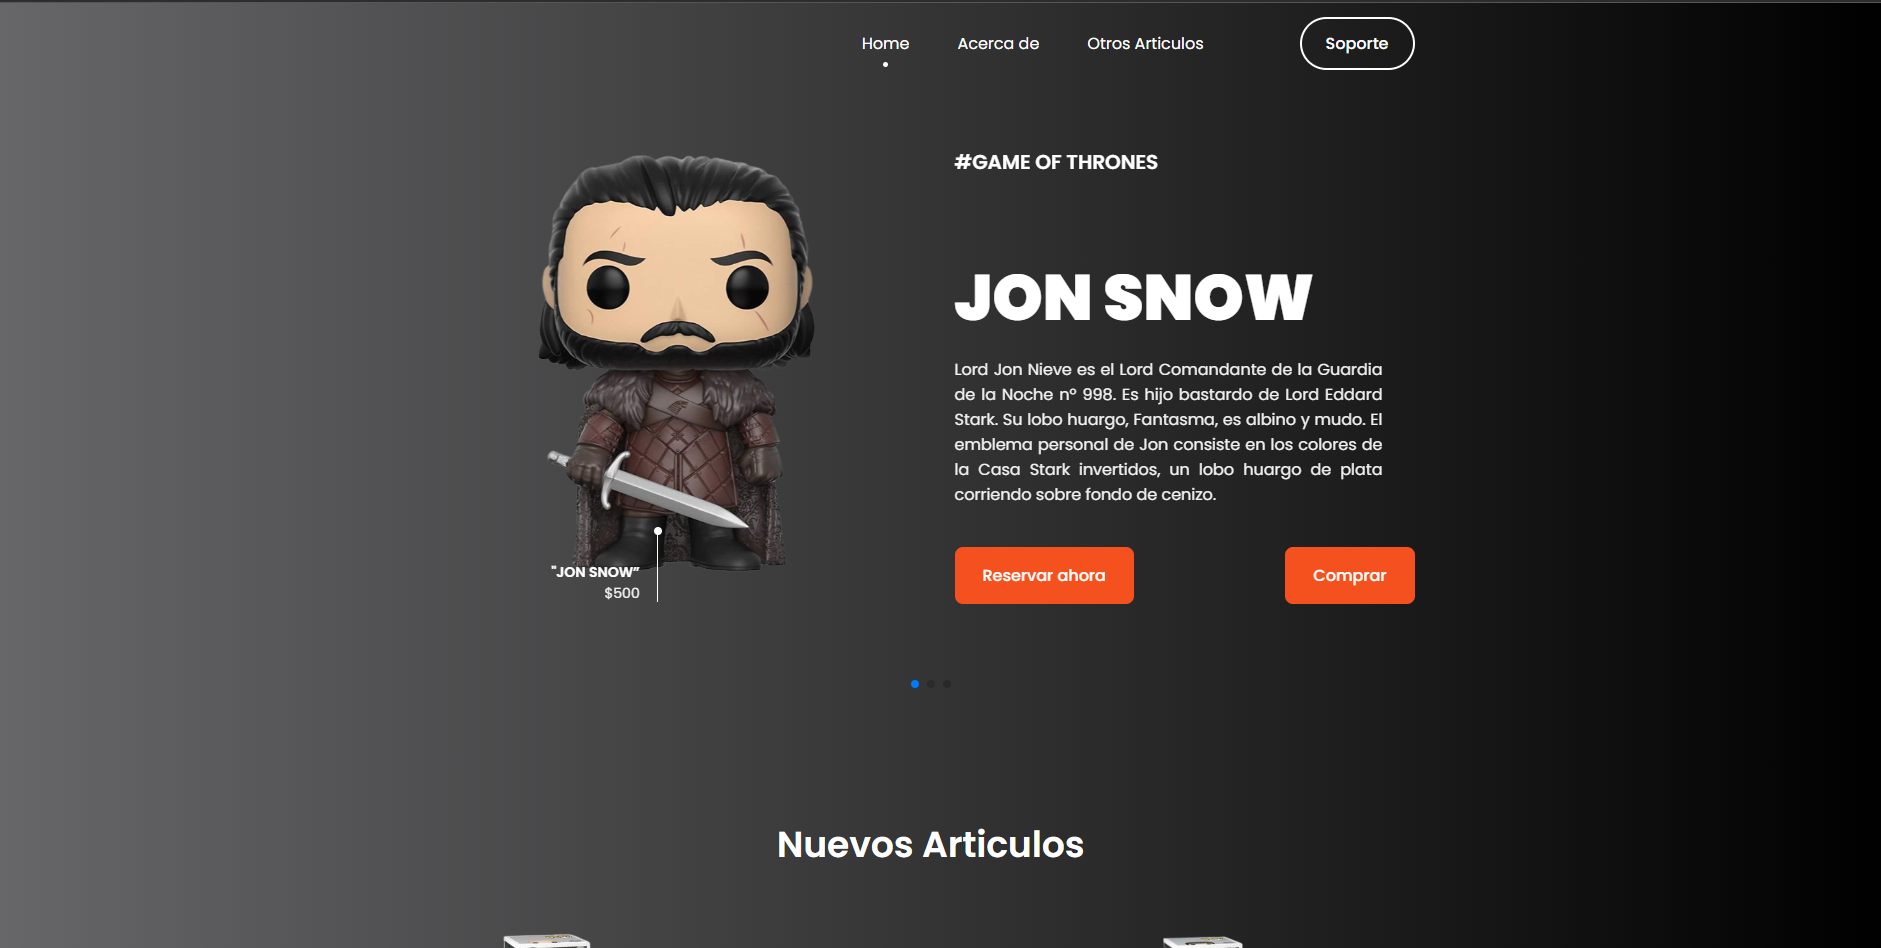 Home
Acerca de
Otros Articulos
Soporte
#GAME OF THRONES
JON SNOW
Lord Jon Nieve es el Lord Comandante de la Guardia
de la Noche nº 998. Es hijo bastardo de Lord Eddard
Stark. Su lobo huargo, Fantasma, es albino y mudo. El
emblema personal de Jon consiste en los colores de
la Casa Stark invertidos, un lobo huargo de plata
corriendo sobre fondo de cenizo.
"JON SNOW”
$500
Reservar ahora
Comprar
Nuevos Articulos